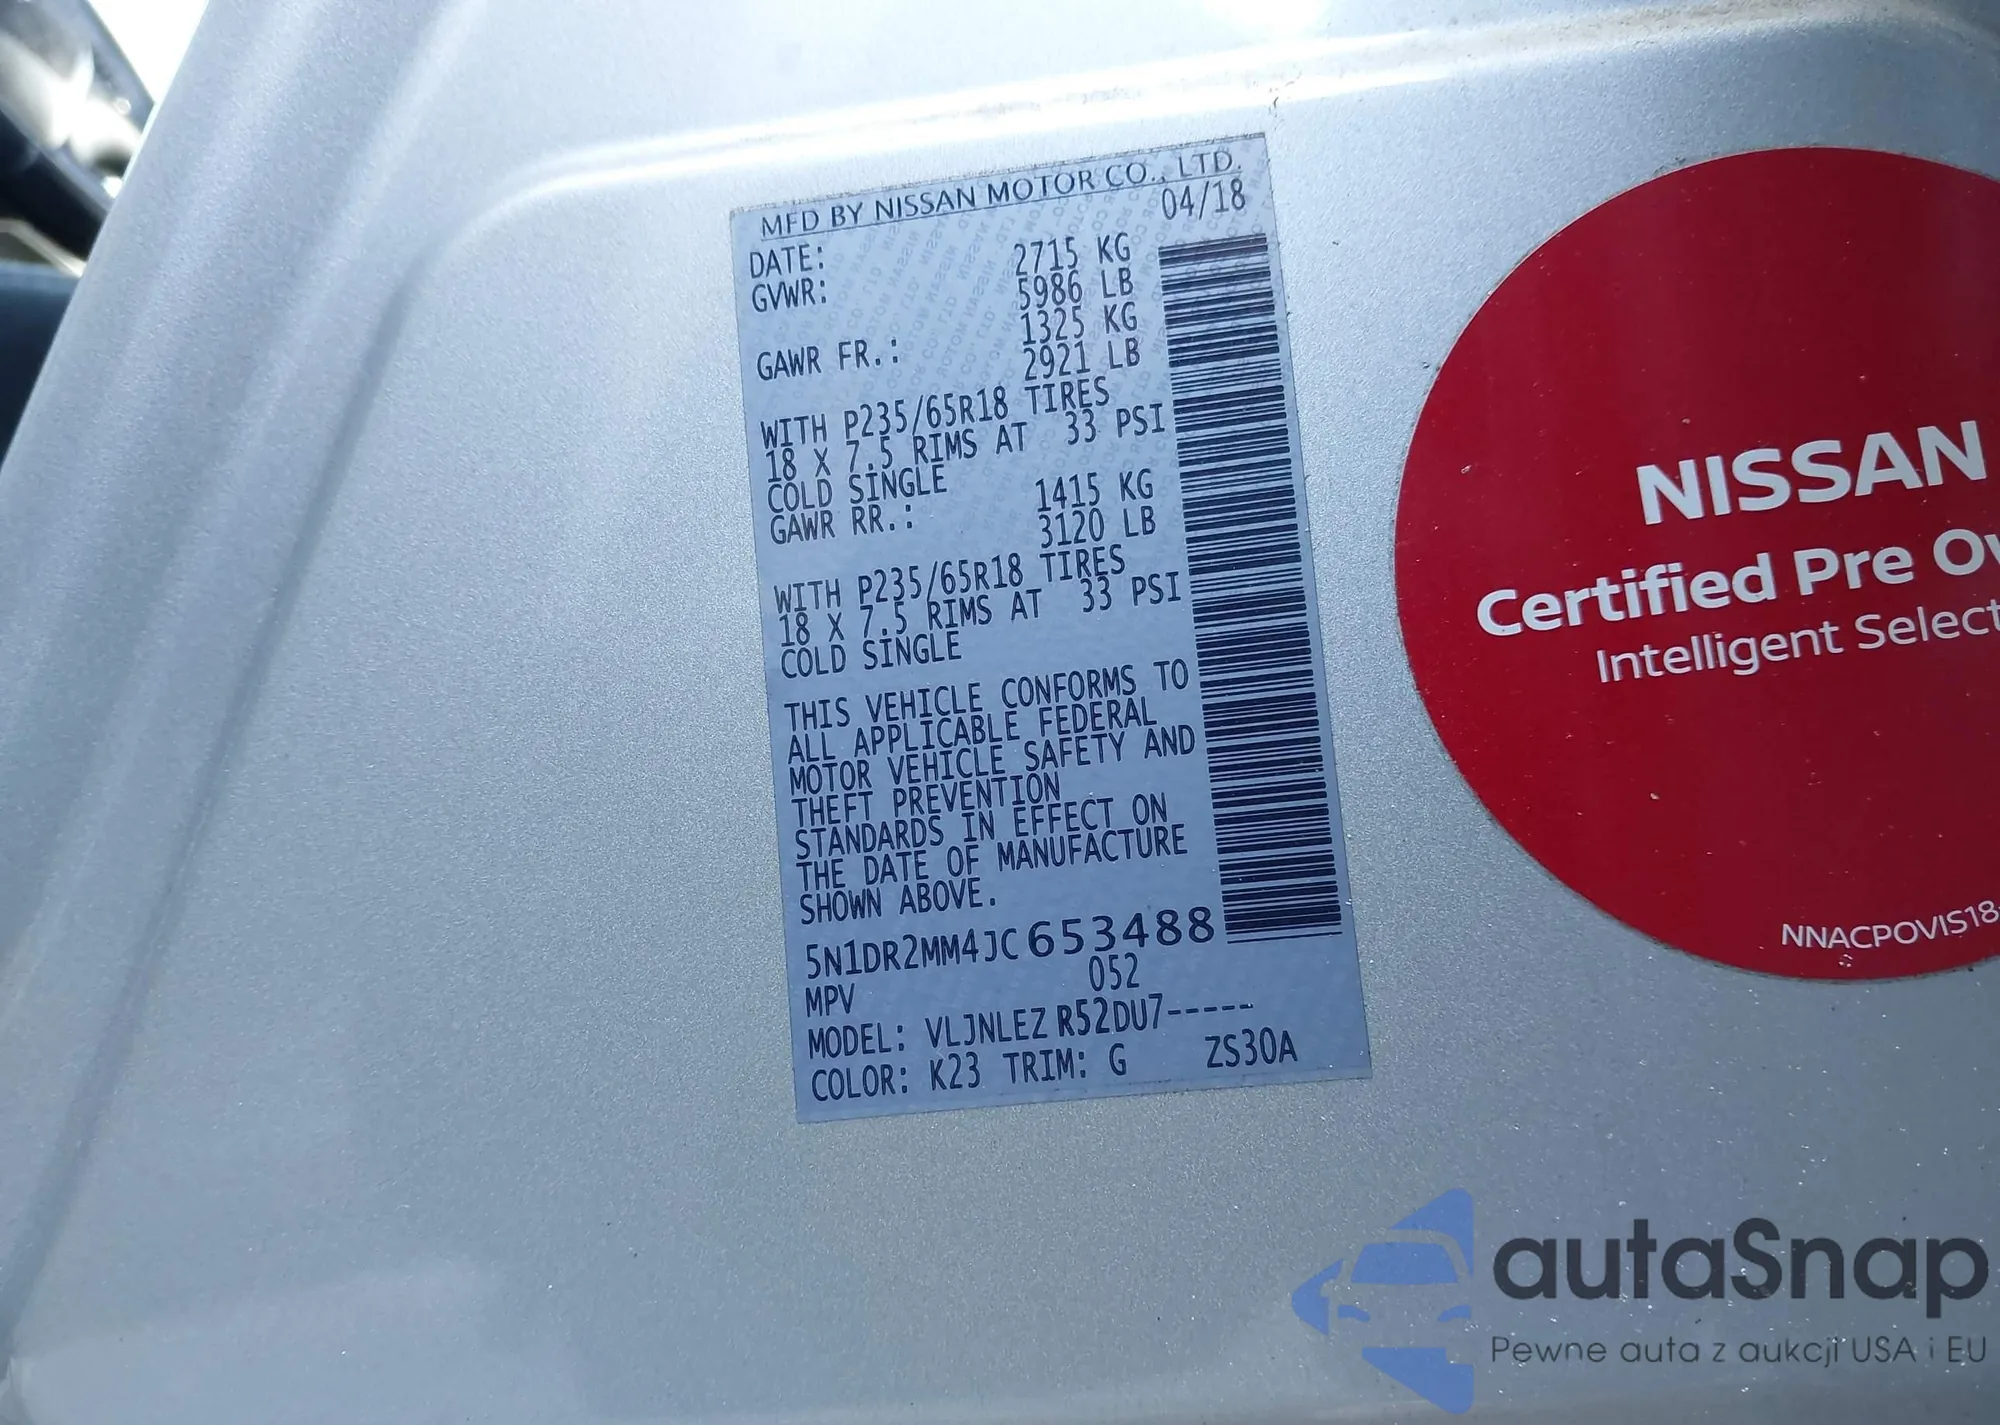 MFD BY NISSAN MOTOR CO., LTD.
DATE: 04/18
GVWR: 2715 KG
5986 LB
GAWR FR.: 1325 KG
2921 LB
WITH P235/65R18 TIRES
18 X 7.5 RIMS AT 33 PSI
COLD SINGLE
GAWR RR.: 1415 KG
3120 LB
WITH P235/65R18 TIRES
18 X 7.5 RIMS AT 33 PSI
COLD SINGLE
THIS VEHICLE CONFORMS TO
ALL APPLICABLE FEDERAL
MOTOR VEHICLE SAFETY AND
THEFT PREVENTION
STANDARDS IN EFFECT ON
THE DATE OF MANUFACTURE
SHOWN ABOVE.
5N1DR2MM4JC653488
MPV 052
MODEL: VLJNLEZ R52DU7-----
COLOR: K23 TRIM: G ZS30A
NISSAN
Certified Pre
Intelligent Select
NNACPOVIS18
autaSnap
Pewne auta z aukcji USA i EU